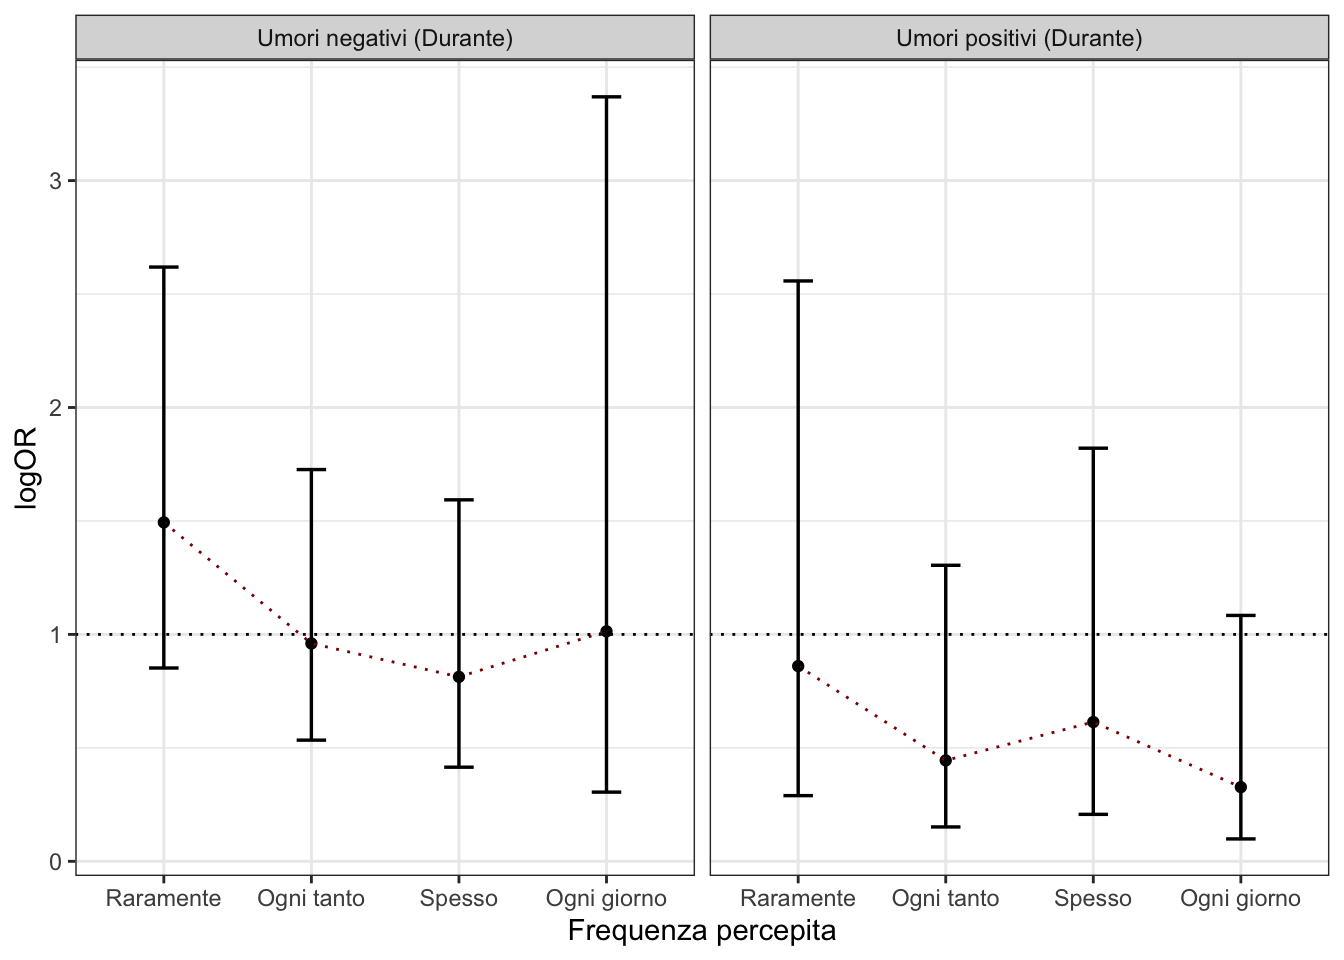 Umori negativi (Durante)
Umori positivi (Durante)
logOR
3
2
1
0
Raramente Ogni tanto Spesso Ogni giorno
Raramente Ogni tanto Spesso Ogni giorno
Frequenza percepita